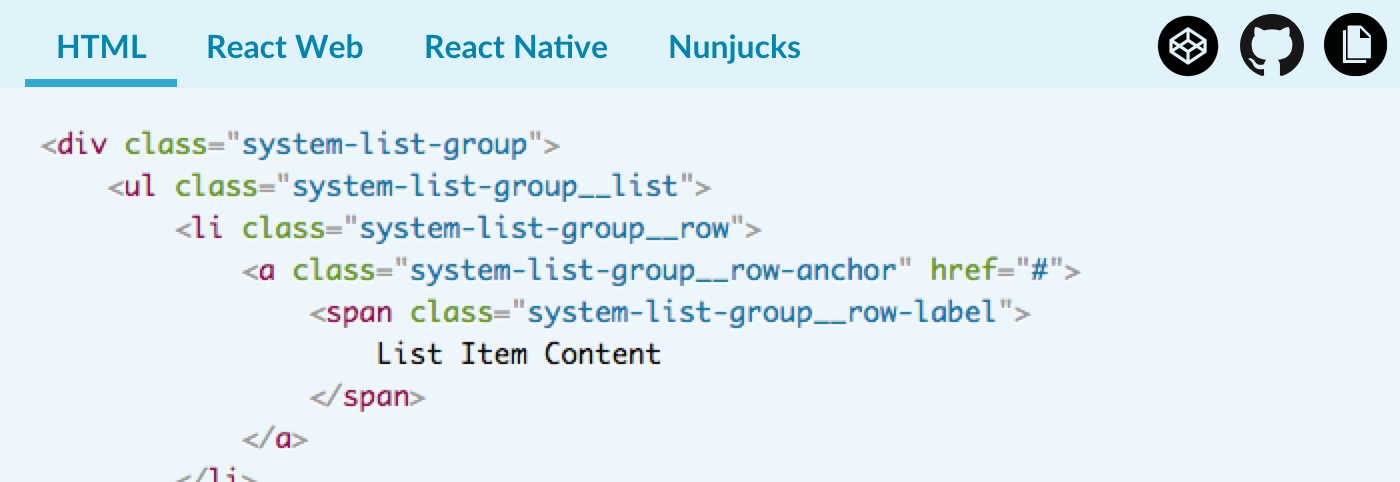 HTML React Web React Native Nunjucks
<div class="system-list-group">
<ul class="system-list-group__list">
<li class="system-list-group__row">
<a class="system-list-group__row-anchor" href="#">
<span class="system-list-group__row-label">
List Item Content
</span>
</a>
</li>